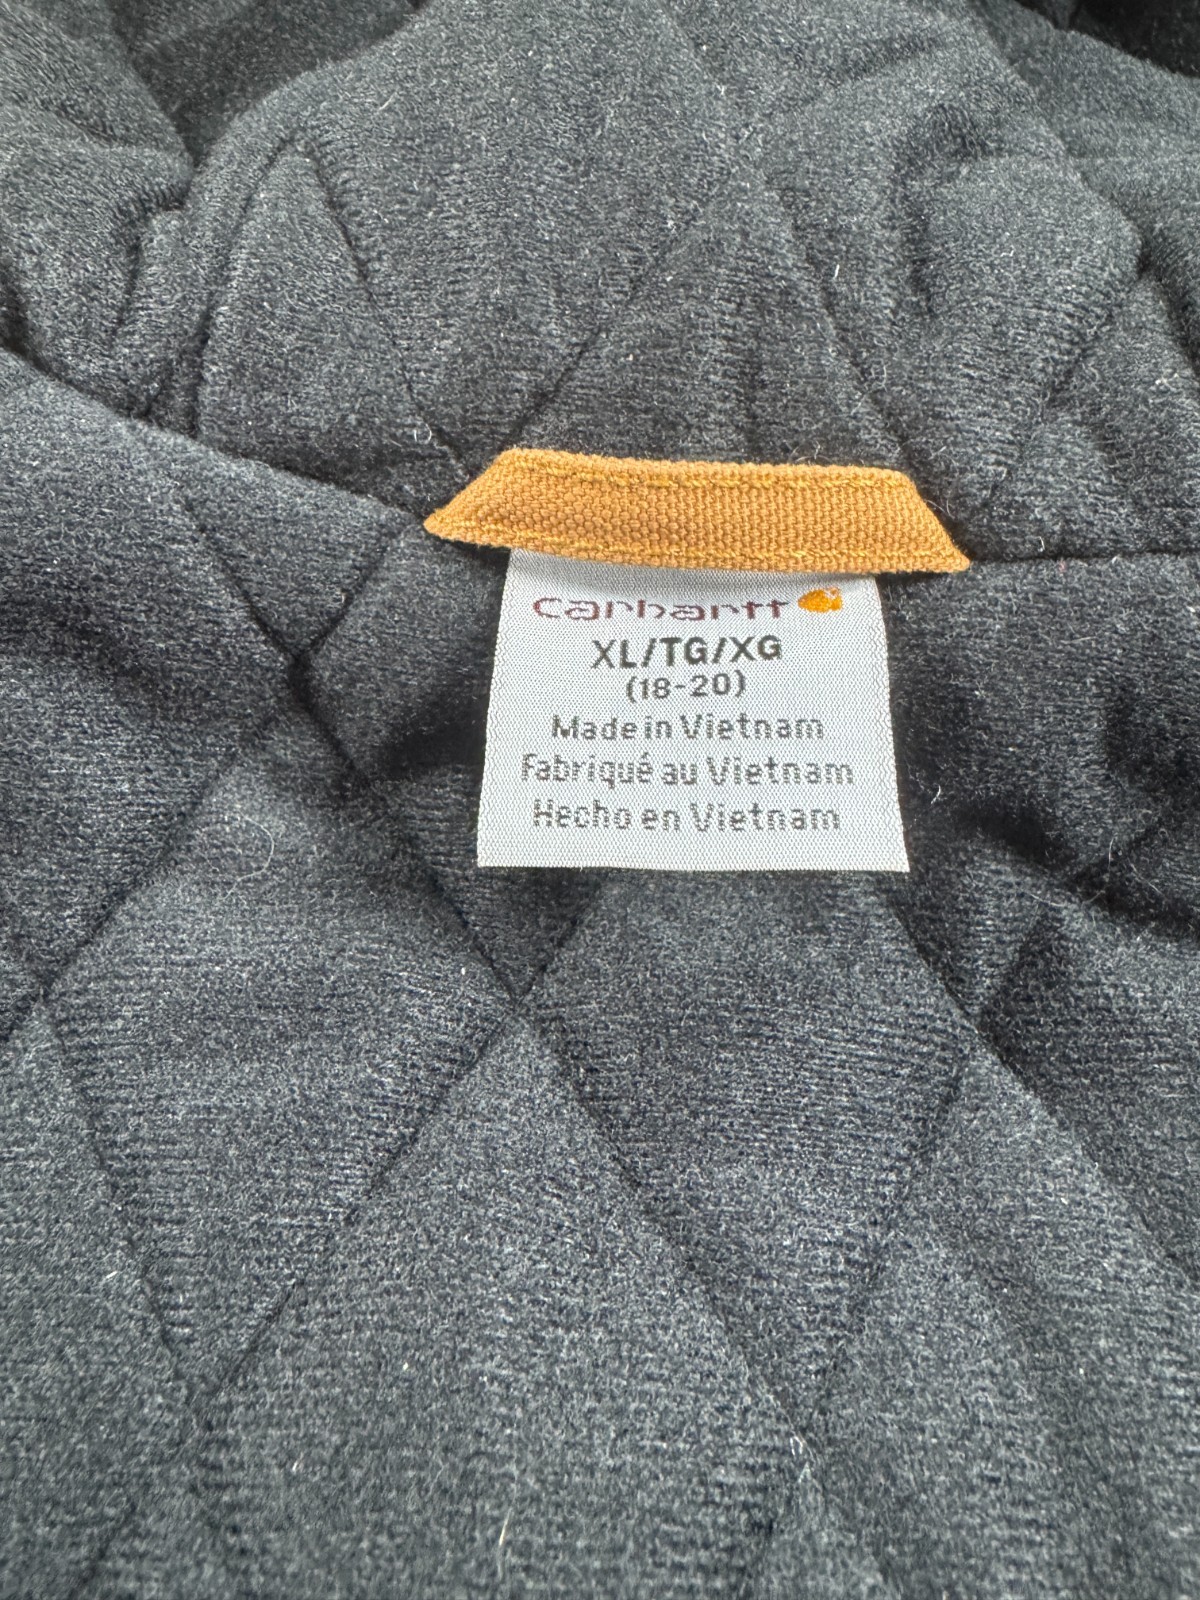 carhartt
XL/TG/XG
(18-20)
Made in Vietnam
Fabriqué au Vietnam
Hecho en Vietnam